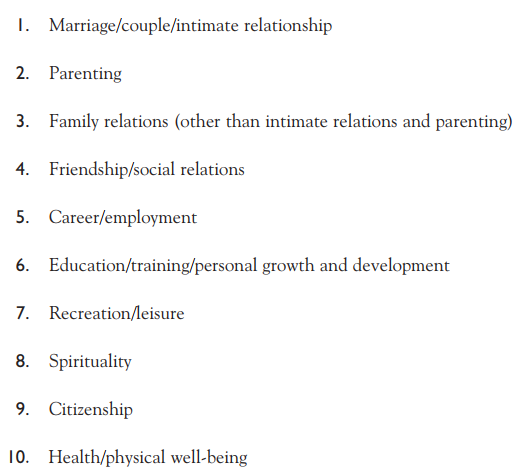 1. Marriage/couple/intimate relationship
2. Parenting
3. Family relations (other than intimate relations and parenting)
4. Friendship/social relations
5. Career/employment
6. Education/training/personal growth and development
7. Recreation/leisure
8. Spirituality
9. Citizenship
10. Health/physical well-being